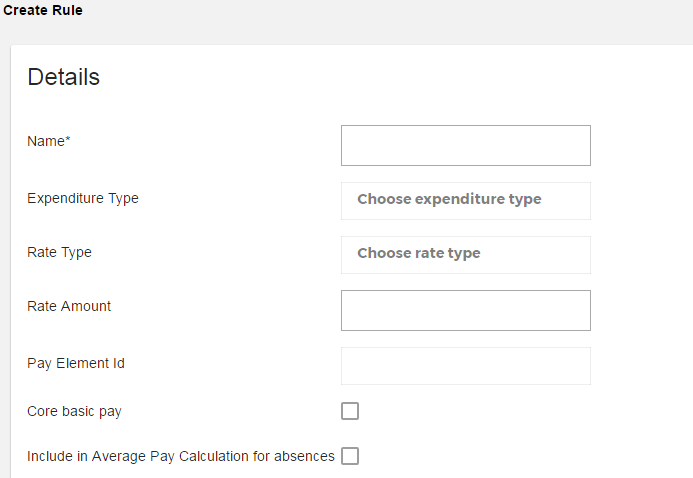 Create Rule
Details
Name*
Expenditure Type
Choose expenditure type
Rate Type
Choose rate type
Rate Amount
Pay Element Id
Core basic pay
Include in Average Pay Calculation for absences